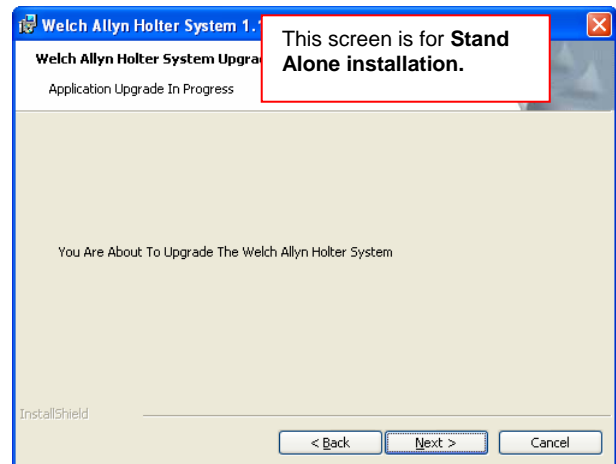 Welch Allyn Holter System 1.
This screen is for Stand
Alone installation.
Welch Allyn Holter System Upgra
Application Upgrade In Progress
You Are About To Upgrade The Welch Allyn Holter System
InstallShield
< Back
Next >
Cancel